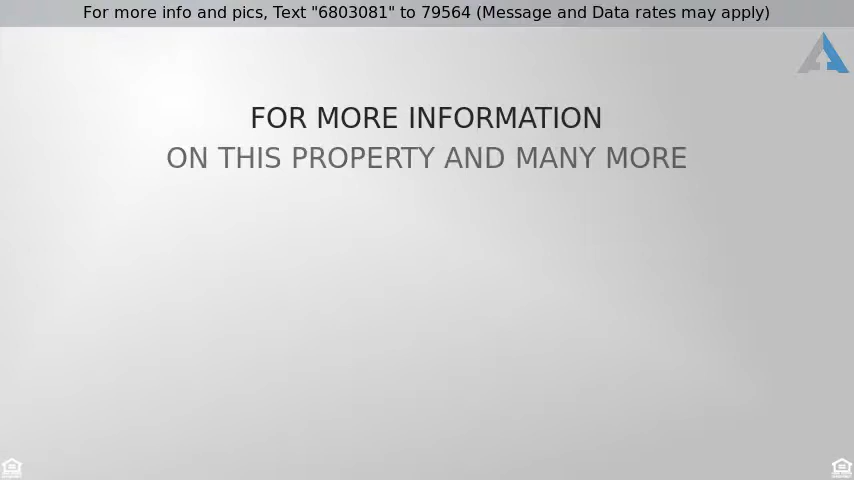 For more info and pics, Text "6803081" to 79564 (Message and Data rates may apply)
FOR MORE INFORMATION
ON THIS PROPERTY AND MANY MORE